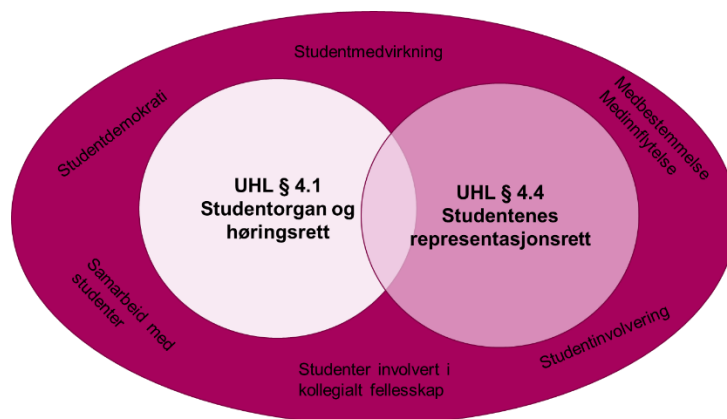 Studentmedvirkning
Studentdemokrati
Medbestemmelse
Medinnflytelse
UHL § 4.1
Studentorgan og
høringsrett
UHL § 4.4
Studentenes
representasjonsrett
Samarbeid med
studenter
Studenter involvert i
kollegialt fellesskap
Studentinvolvering